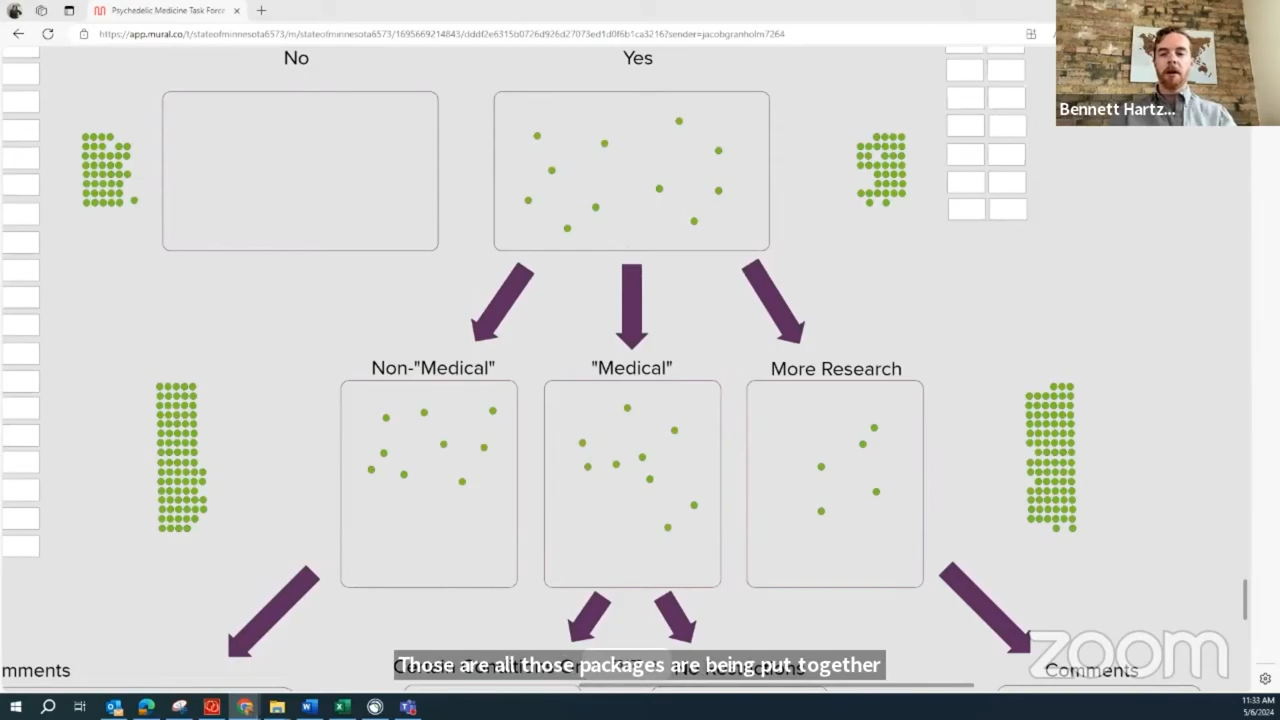 Psychedelic Medicine Task Force
https://app.mural.co/t/stateofminnesota6573/m/stateofminnesota6573/1695669214843/dddf2e6315b0726d926d27073ed1d0f6b1ca3216?sender=jacobgranholm7264
Bennett Hartz...
No
Yes
Non-"Medical"
"Medical"
More Research
mments
Those are all those packages are being put together
Comments
zoom
11:33 AM
5/6/2024